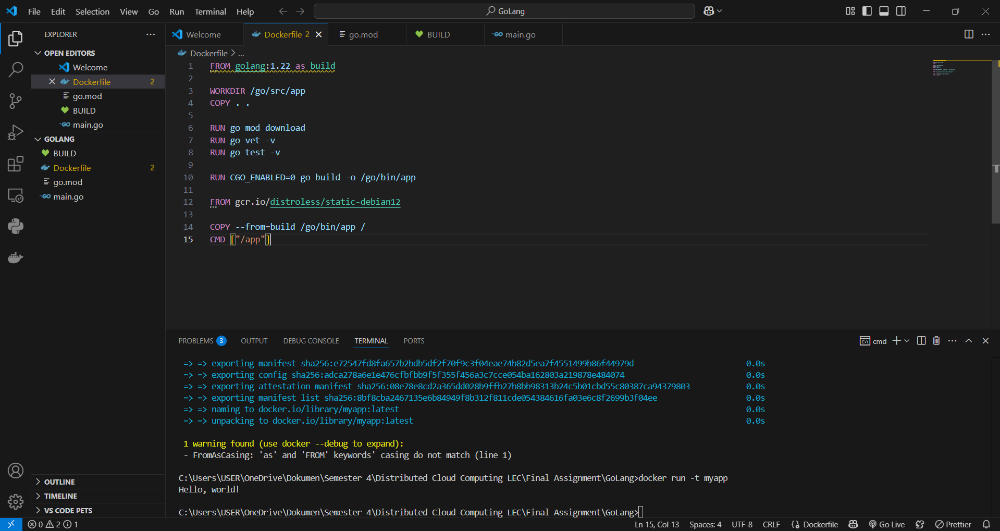 File Edit Selection View Go Run Terminal Help
GoLang
EXPLORER
OPEN EDITORS
Welcome
Dockerfile 2
go.mod
BUILD
main.go
GOLANG
BUILD
Dockerfile 2
go.mod
main.go
OUTLINE
TIMELINE
VS CODE PETS
Welcome Dockerfile 2 go.mod BUILD main.go
Dockerfile > ...
1 FROM golang:1.22 as build
2
3 WORKDIR /go/src/app
4 COPY . .
5
6 RUN go mod download
7 RUN go vet -v
8 RUN go test -v
9
10 RUN CGO_ENABLED=0 go build -o /go/bin/app
11
12 FROM gcr.io/distroless/static-debian12
13
14 COPY --from=build /go/bin/app /
15 CMD ["/app"]
PROBLEMS 3 OUTPUT DEBUG CONSOLE TERMINAL PORTS
cmd
=> => exporting manifest sha256:e72547fd8fa657b2bdb5df2f70f9c3f04eae74b82d5ea7f4551499b86f44979d 0.0s
=> => exporting config sha256:adca278a6e1e476cfbfbb9f5f355f456a3c7cce054ba162803a219878e484074 0.0s
=> => exporting attestation manifest sha256:08e78e8cd2a365dd028b9ffb27b8bb98313b24c5b01cbd55c80387ca94379803 0.0s
=> => exporting manifest list sha256:8bf8cba2467135e6b84949f8b312f811cde054384616fa03e6c8f2699b3f04ee 0.0s
=> => naming to docker.io/library/myapp:latest 0.0s
=> => unpacking to docker.io/library/myapp:latest 0.0s
1 warning found (use docker --debug to expand):
- FromAsCasing: 'as' and 'FROM' keywords' casing do not match (line 1)
C:\Users\USER\OneDrive\Dokumen\Semester 4\Distributed Cloud Computing LEC\Final Assignment\GoLang>docker run -t myapp
Hello, world!
C:\Users\USER\OneDrive\Dokumen\Semester 4\Distributed Cloud Computing LEC\Final Assignment\GoLang>
0 2 1 Ln 15, Col 13 Spaces: 4 UTF-8 CRLF Dockerfile Go Live Prettier